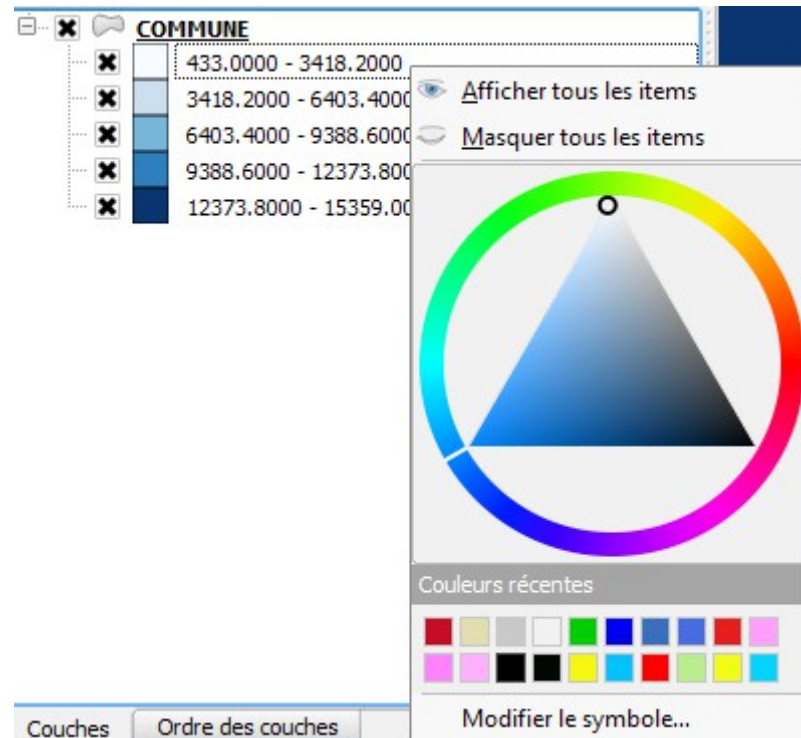 COMMUNE
433.0000 - 3418.2000
3418.2000 - 6403.4000
6403.4000 - 9388.6000
9388.6000 - 12373.800
12373.8000 - 15359.00
Afficher tous les items
Masquer tous les items
Couleurs récentes
Modifier le symbole...
Couches
Ordre des couches